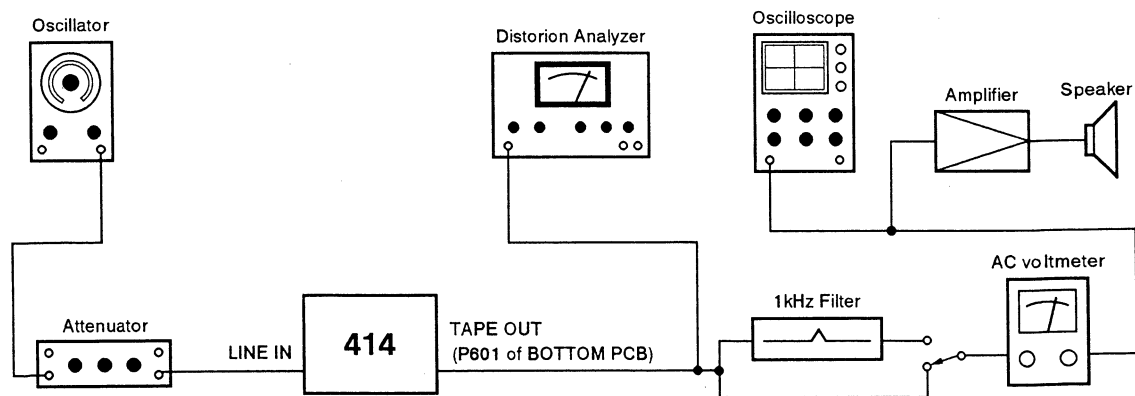 Oscillator
Distorion Analyzer
Oscilloscope
Amplifier
Speaker
AC voltmeter
1kHz Filter
Attenuator
LINE IN
414
TAPE OUT
(P601 of BOTTOM PCB)